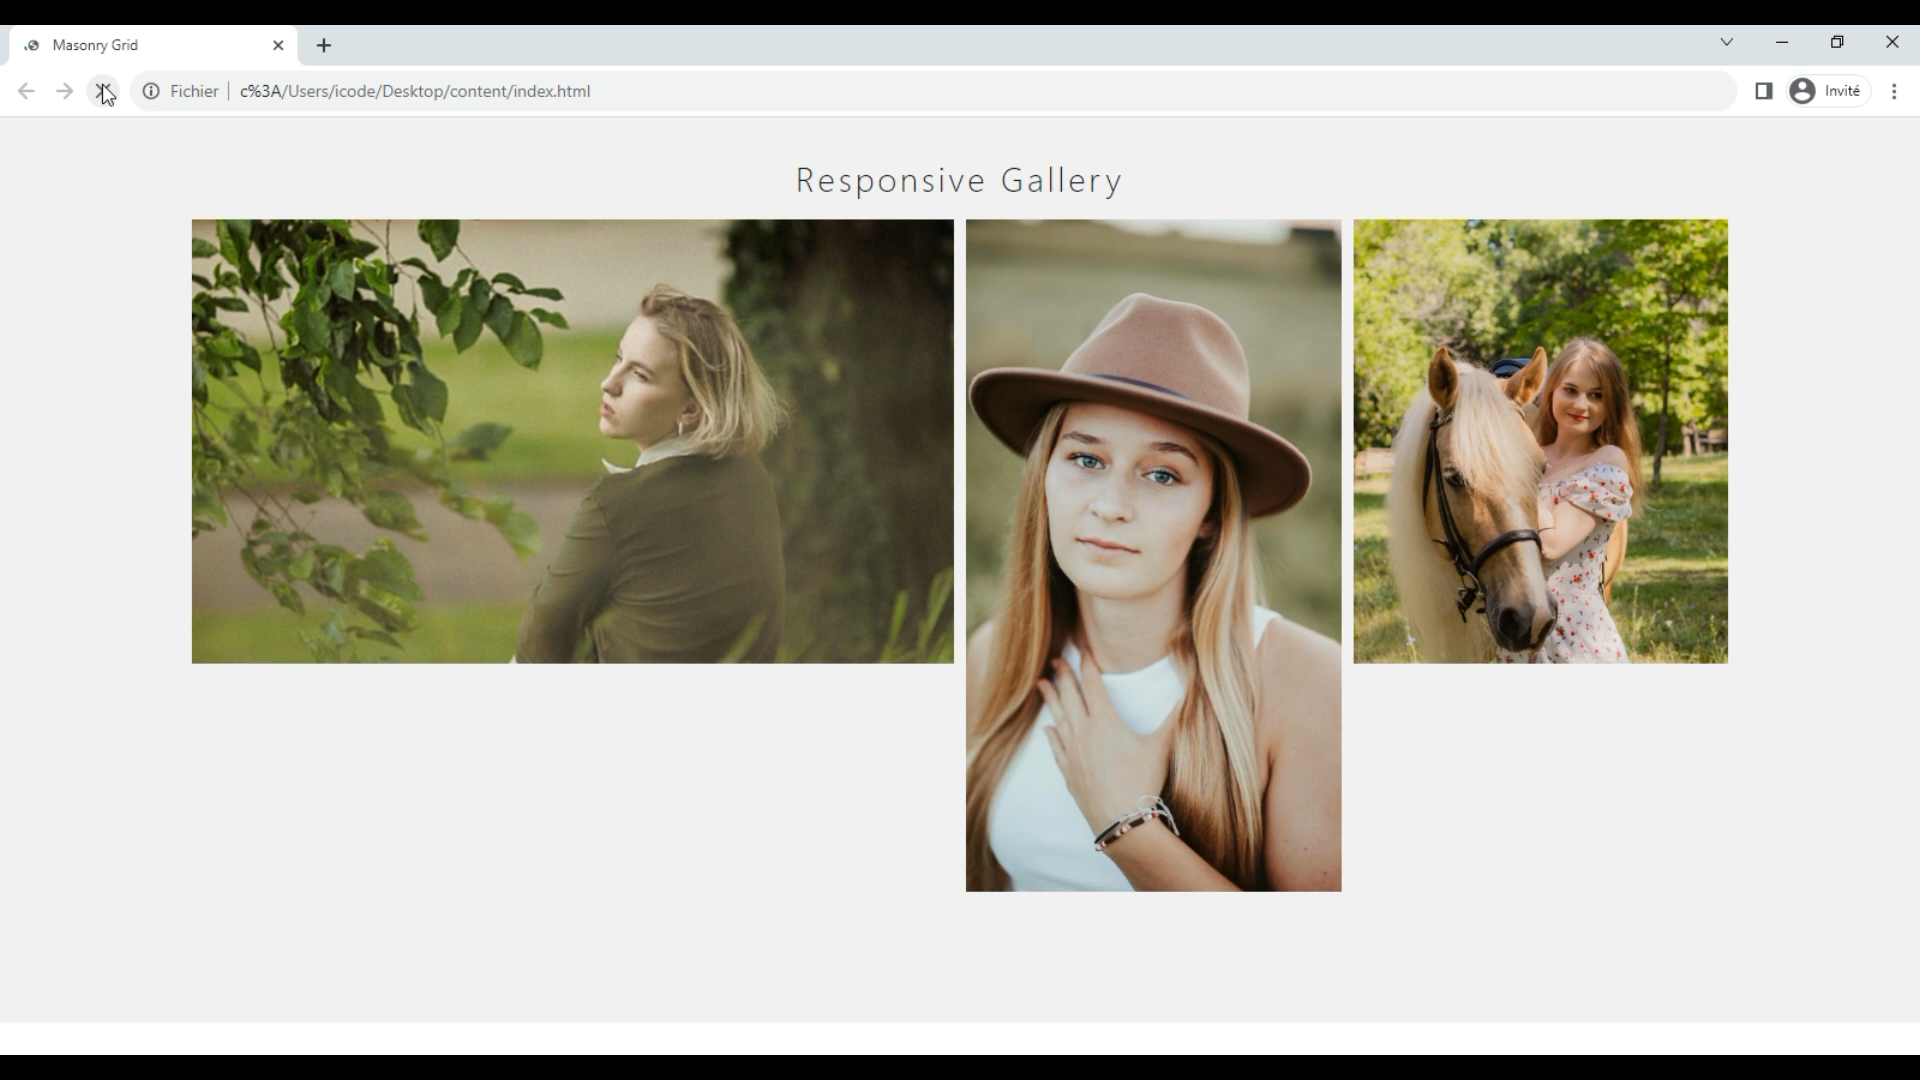 Masonry Grid
Fichier c%3A/Users/icode/Desktop/content/index.html
Invité
Responsive Gallery